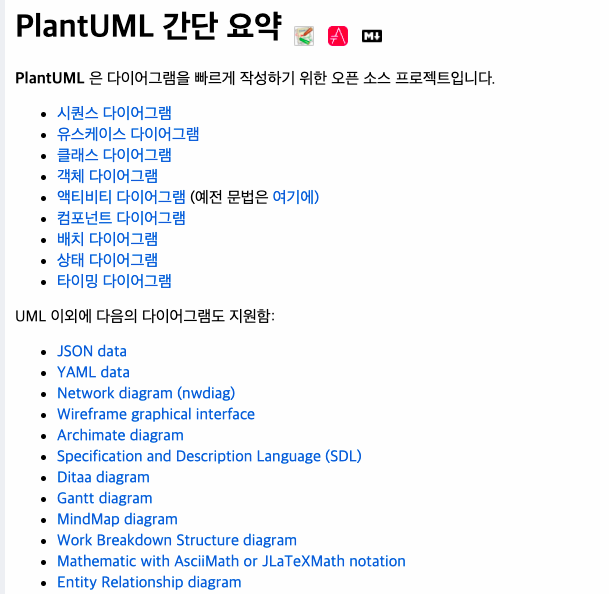 PlantUML 간단 요약
PlantUML 은 다이어그램을 빠르게 작성하기 위한 오픈 소스 프로젝트입니다.
시퀀스 다이어그램
유스케이스 다이어그램
클래스 다이어그램
객체 다이어그램
액티비티 다이어그램 (예전 문법은 여기에)
컴포넌트 다이어그램
배치 다이어그램
상태 다이어그램
타이밍 다이어그램
UML 이외에 다음의 다이어그램도 지원함:
JSON data
YAML data
Network diagram (nwdiag)
Wireframe graphical interface
Archimate diagram
Specification and Description Language (SDL)
Ditaa diagram
Gantt diagram
MindMap diagram
Work Breakdown Structure diagram
Mathematic with AsciiMath or JLaTeXMath notation
Entity Relationship diagram